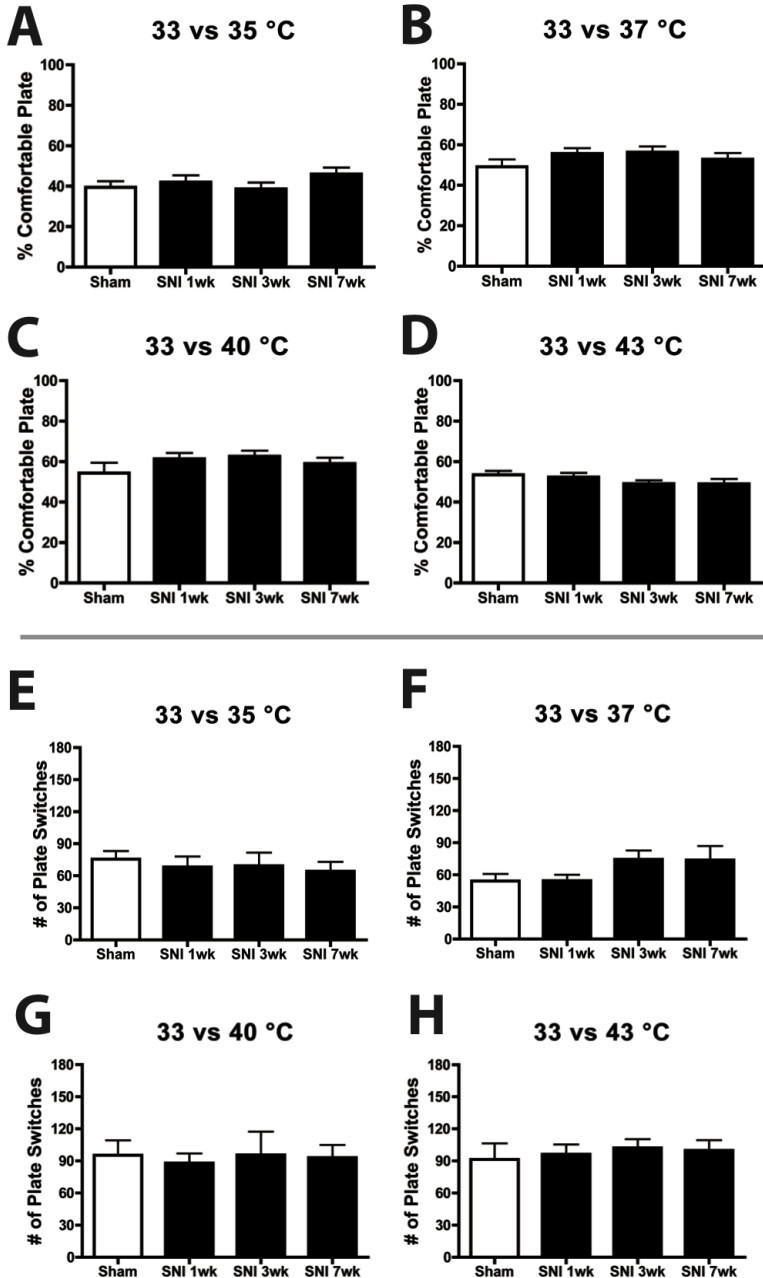 A
33 vs 35 °C
% Comfortable Plate
100
80
60
40
20
0
Sham SNI 1wk SNI 3wk SNI 7wk
B
33 vs 37 °C
% Comfortable Plate
100
80
60
40
20
0
Sham SNI 1wk SNI 3wk SNI 7wk
C
33 vs 40 °C
% Comfortable Plate
100
80
60
40
20
0
Sham SNI 1wk SNI 3wk SNI 7wk
D
33 vs 43 °C
% Comfortable Plate
100
80
60
40
20
0
Sham SNI 1wk SNI 3wk SNI 7wk
E
33 vs 35 °C
# of Plate Switches
180
150
120
90
60
30
0
Sham SNI 1wk SNI 3wk SNI 7wk
F
33 vs 37 °C
# of Plate Switches
180
150
120
90
60
30
0
Sham SNI 1wk SNI 3wk SNI 7wk
G
33 vs 40 °C
# of Plate Switches
180
150
120
90
60
30
0
Sham SNI 1wk SNI 3wk SNI 7wk
H
33 vs 43 °C
# of Plate Switches
180
150
120
90
60
30
0
Sham SNI 1wk SNI 3wk SNI 7wk